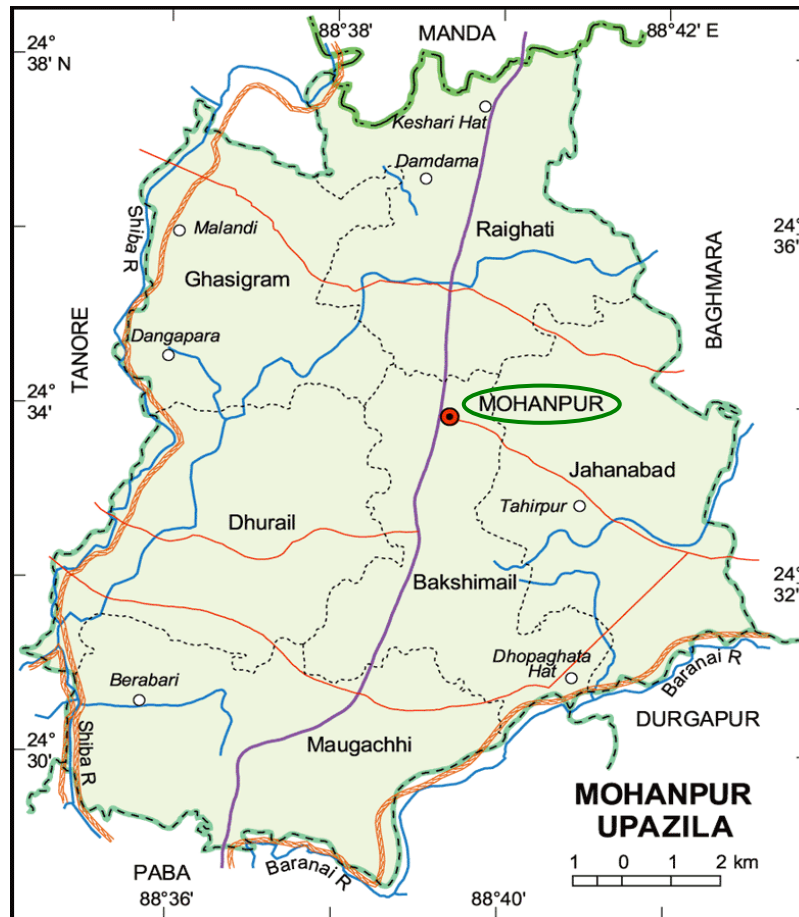 88°38'
MANDA
88°42' E
24°
38' N
Keshari Hat
Damdama
Shiba R
Malandi
Raighati
24°
36'
Ghasigram
BAGHMARA
TANORE
Dangapara
24°
34'
MOHANPUR
Jahanabad
Tahirpur
Dhurail
Bakshimail
24°
32'
Dhopaghata
Hat
Baranai R
Berabari
Shiba R
DURGAPUR
24°
30'
Maugachhi
MOHANPUR
UPAZILA
Baranai R
PABA
1 0 1 2 km
88°36'
88°40'